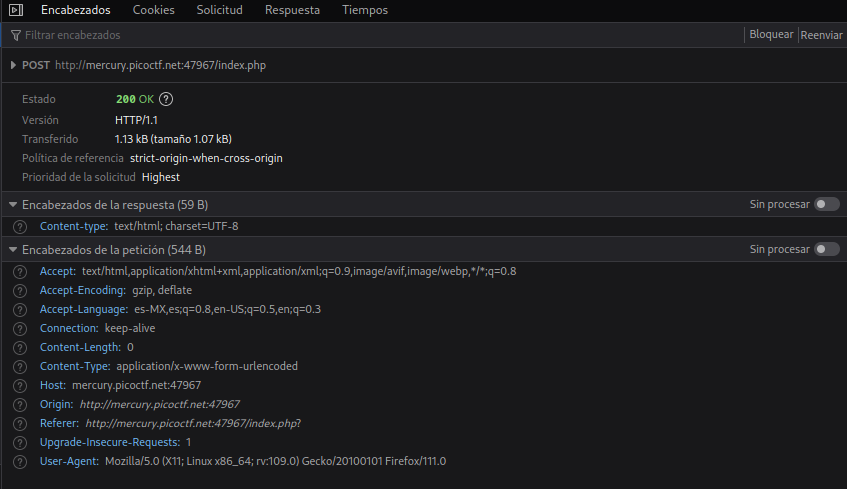 Encabezados Cookies Solicitud Respuesta Tiempos
Filtrar encabezados Bloquear Reenviar
POST http://mercury.picoctf.net:47967/index.php
Estado 200 OK ?
Versión HTTP/1.1
Transferido 1.13 kB (tamaño 1.07 kB)
Política de referencia strict-origin-when-cross-origin
Prioridad de la solicitud Highest
Encabezados de la respuesta (59 B) Sin procesar
? Content-type: text/html; charset=UTF-8
Encabezados de la petición (544 B) Sin procesar
? Accept: text/html,application/xhtml+xml,application/xml;q=0.9,image/avif,image/webp,*/*;q=0.8
? Accept-Encoding: gzip, deflate
? Accept-Language: es-MX,es;q=0.8,en-US;q=0.5,en;q=0.3
? Connection: keep-alive
? Content-Length: 0
? Content-Type: application/x-www-form-urlencoded
? Host: mercury.picoctf.net:47967
? Origin: http://mercury.picoctf.net:47967
? Referer: http://mercury.picoctf.net:47967/index.php?
? Upgrade-Insecure-Requests: 1
? User-Agent: Mozilla/5.0 (X11; Linux x86_64; rv:109.0) Gecko/20100101 Firefox/111.0